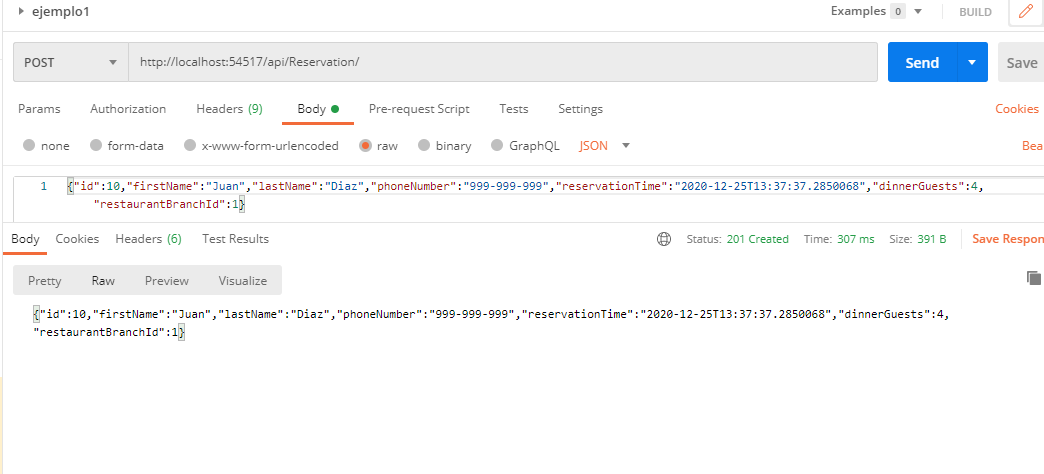 ejemplo1 Examples 0 BUILD
POST http://localhost:54517/api/Reservation/ Send Save
Params Authorization Headers (9) Body Pre-request Script Tests Settings Cookies
none form-data x-www-form-urlencoded raw binary GraphQL JSON Bea
1 {"id":10,"firstName":"Juan","lastName":"Diaz","phoneNumber":"999-999-999","reservationTime":"2020-12-25T13:37:37.2850068","dinnerGuests":4,
"restaurantBranchId":1}
Body Cookies Headers (6) Test Results Status: 201 Created Time: 307 ms Size: 391 B Save Respon
Pretty Raw Preview Visualize
{"id":10,"firstName":"Juan","lastName":"Diaz","phoneNumber":"999-999-999","reservationTime":"2020-12-25T13:37:37.2850068","dinnerGuests":4,
"restaurantBranchId":1}